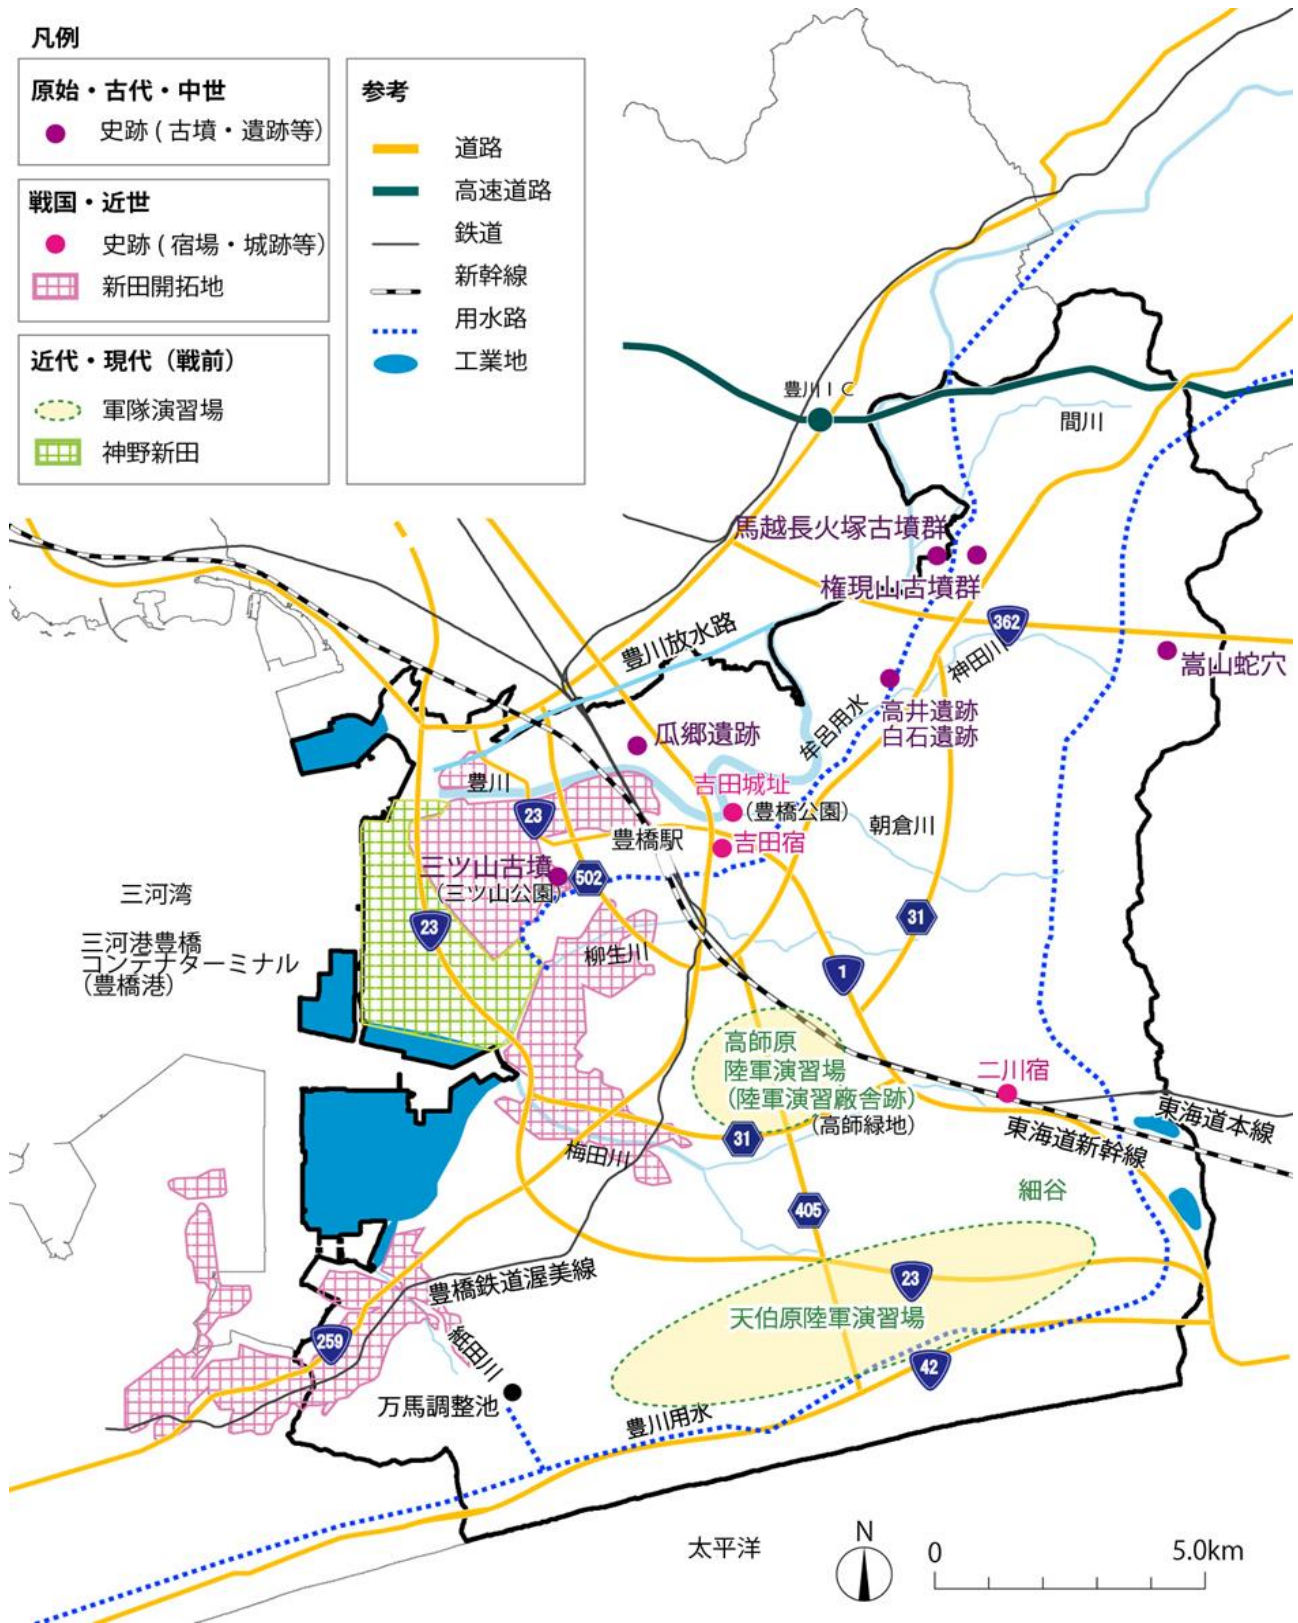 凡例
原始・古代・中世
史跡 ( 古墳・遺跡等)
戦国・近世
史跡 ( 宿場・城跡等)
新田開拓地
近代・現代（戦前）
軍隊演習場
神野新田
参考
道路
高速道路
鉄道
新幹線
用水路
工業地
豊川ＩＣ
間川
馬越長火塚古墳群
権現山古墳群
362
豊川放水路
神田川
嵩山蛇穴
高井遺跡
白石遺跡
牟呂用水
瓜郷遺跡
豊川
吉田城址
(豊橋公園)
23
朝倉川
豊橋駅
吉田宿
三ツ山古墳
(三ツ山公園)
502
三河湾
23
31
三河港豊橋
コンテナターミナル
(豊橋港)
柳生川
1
高師原
陸軍演習場
(陸軍演習廠舎跡)
(高師緑地)
二川宿
東海道本線
東海道新幹線
31
梅田川
細谷
405
豊橋鉄道渥美線
23
天伯原陸軍演習場
259
紙田川
42
万馬調整池
豊川用水
太平洋
N
0
5.0km